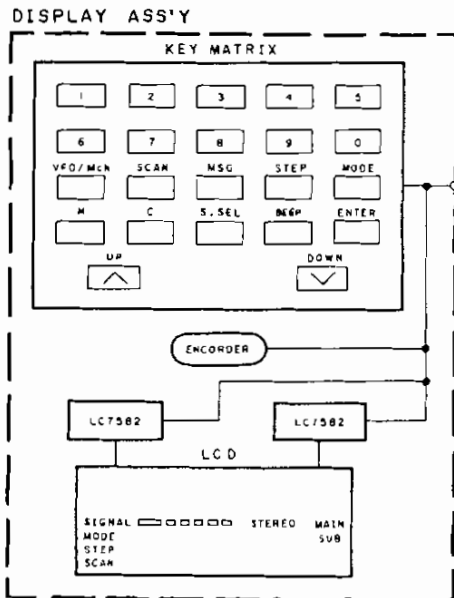 DISPLAY ASS'Y
KEY MATRIX
1 2 3 4 5
6 7 8 9 0
VFO/Mch SCAN MSG STEP MODE
M C S.SEL BEEP ENTER
UP DOWN
ENCORDER
LC7582 LC7582
LCD
SIGNAL STEREO MAIN
MODE SUB
STEP
SCAN